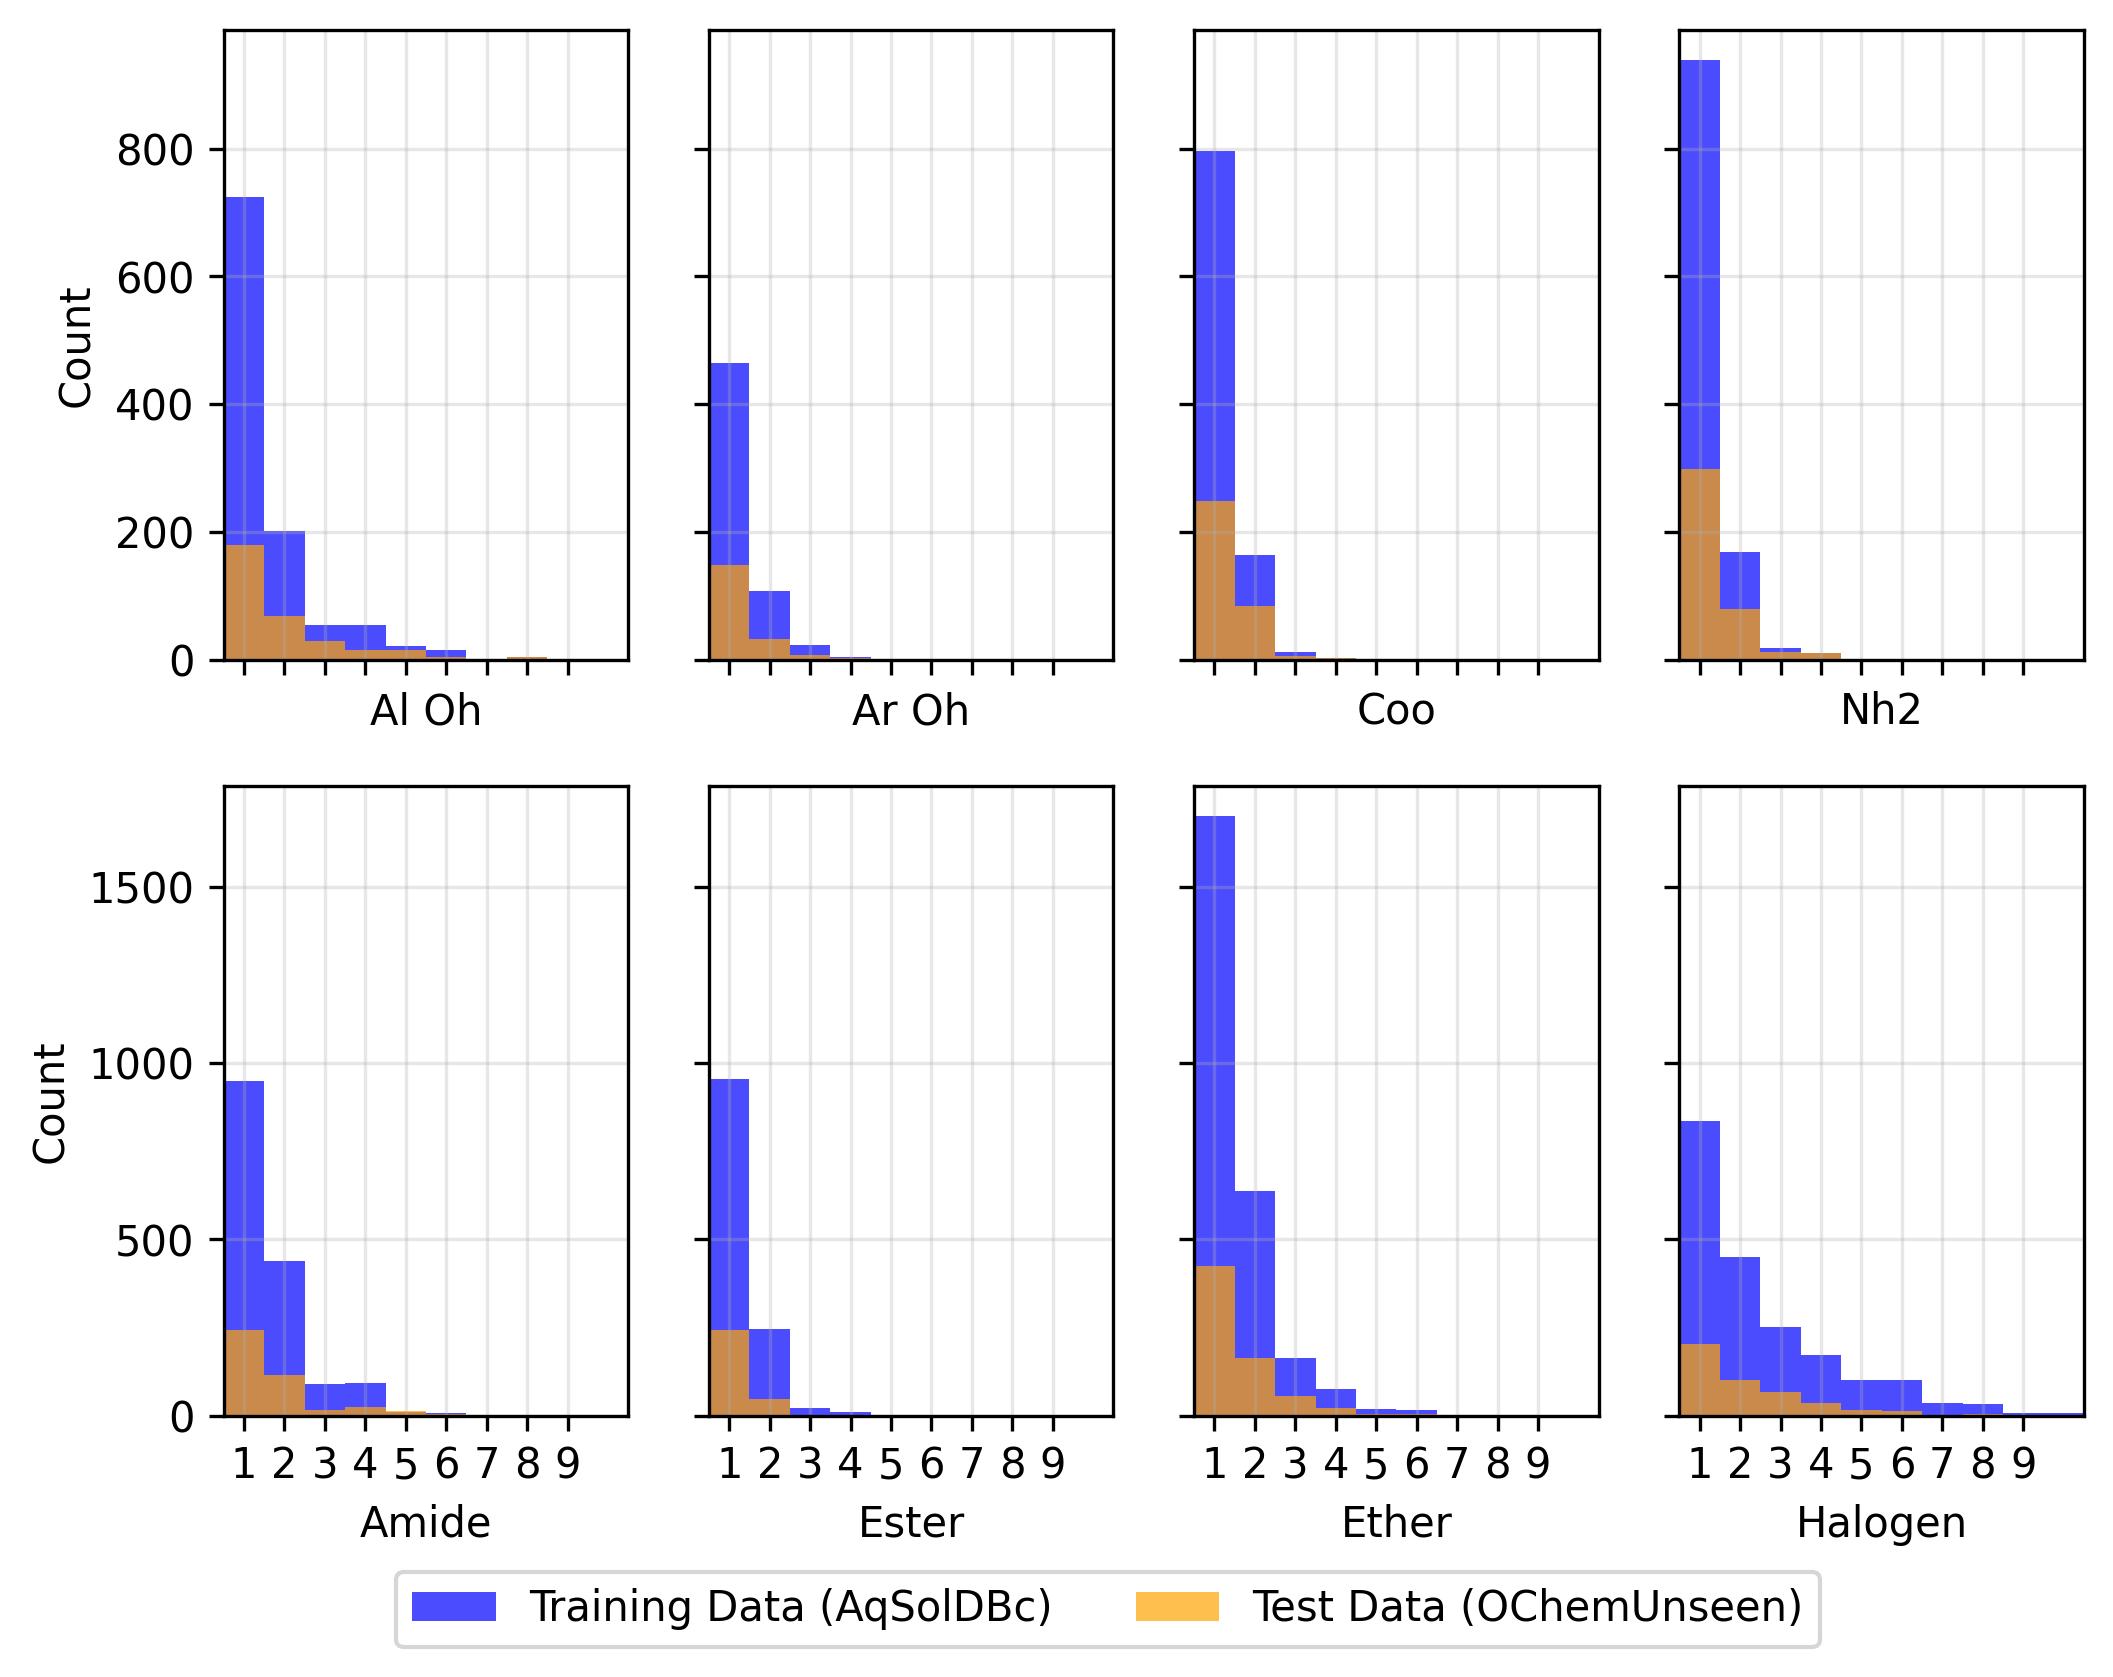 Count
800
600
400
200
0
Al Oh
Ar Oh
Coo
Nh2
Count
1500
1000
500
0
1 2 3 4 5 6 7 8 9
1 2 3 4 5 6 7 8 9
1 2 3 4 5 6 7 8 9
1 2 3 4 5 6 7 8 9
Amide
Ester
Ether
Halogen
Training Data (AqSolDBc)
Test Data (OChemUnseen)